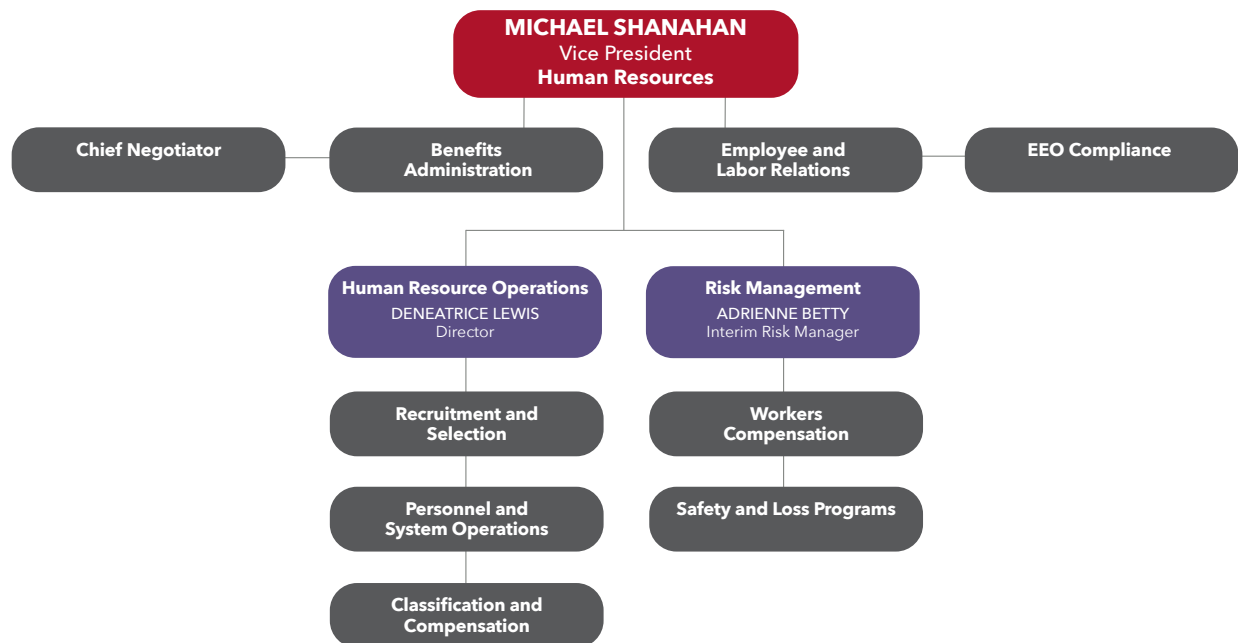 MICHAEL SHANAHAN
Vice President
Human Resources
Chief Negotiator
Benefits
Administration
Employee and
Labor Relations
EEO Compliance
Human Resource Operations
DENEATRICE LEWIS
Director
Risk Management
ADRIENNE BETTY
Interim Risk Manager
Recruitment and
Selection
Workers
Compensation
Personnel and
System Operations
Safety and Loss Programs
Classification and
Compensation